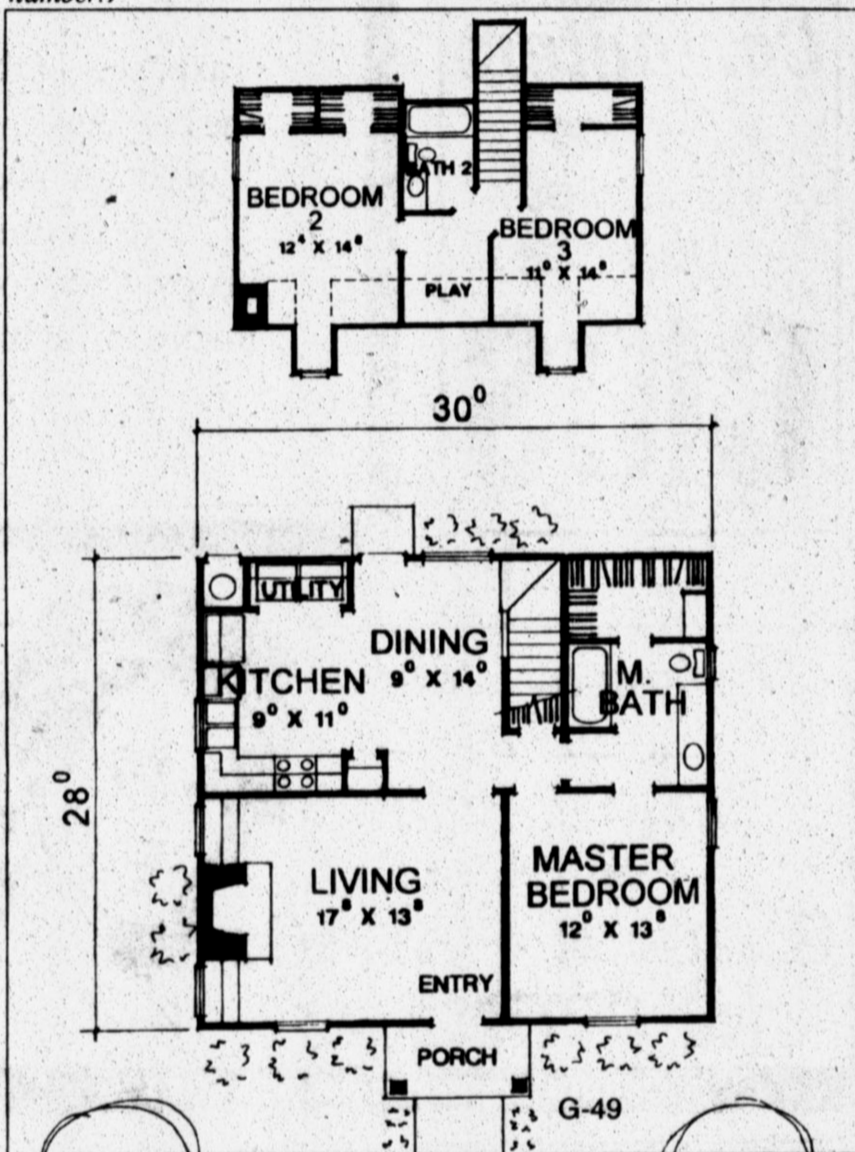 BEDROOM
2
12⁴ X 14⁸
BATH 2
BEDROOM
3
11⁰ X 14⁸
PLAY
30⁰
28⁰
UTILITY
DINING
9⁰ X 14⁰
KITCHEN
9⁰ X 11⁰
M.
BATH
LIVING
17⁸ X 13⁸
MASTER
BEDROOM
12⁰ X 13⁸
ENTRY
PORCH
G-49